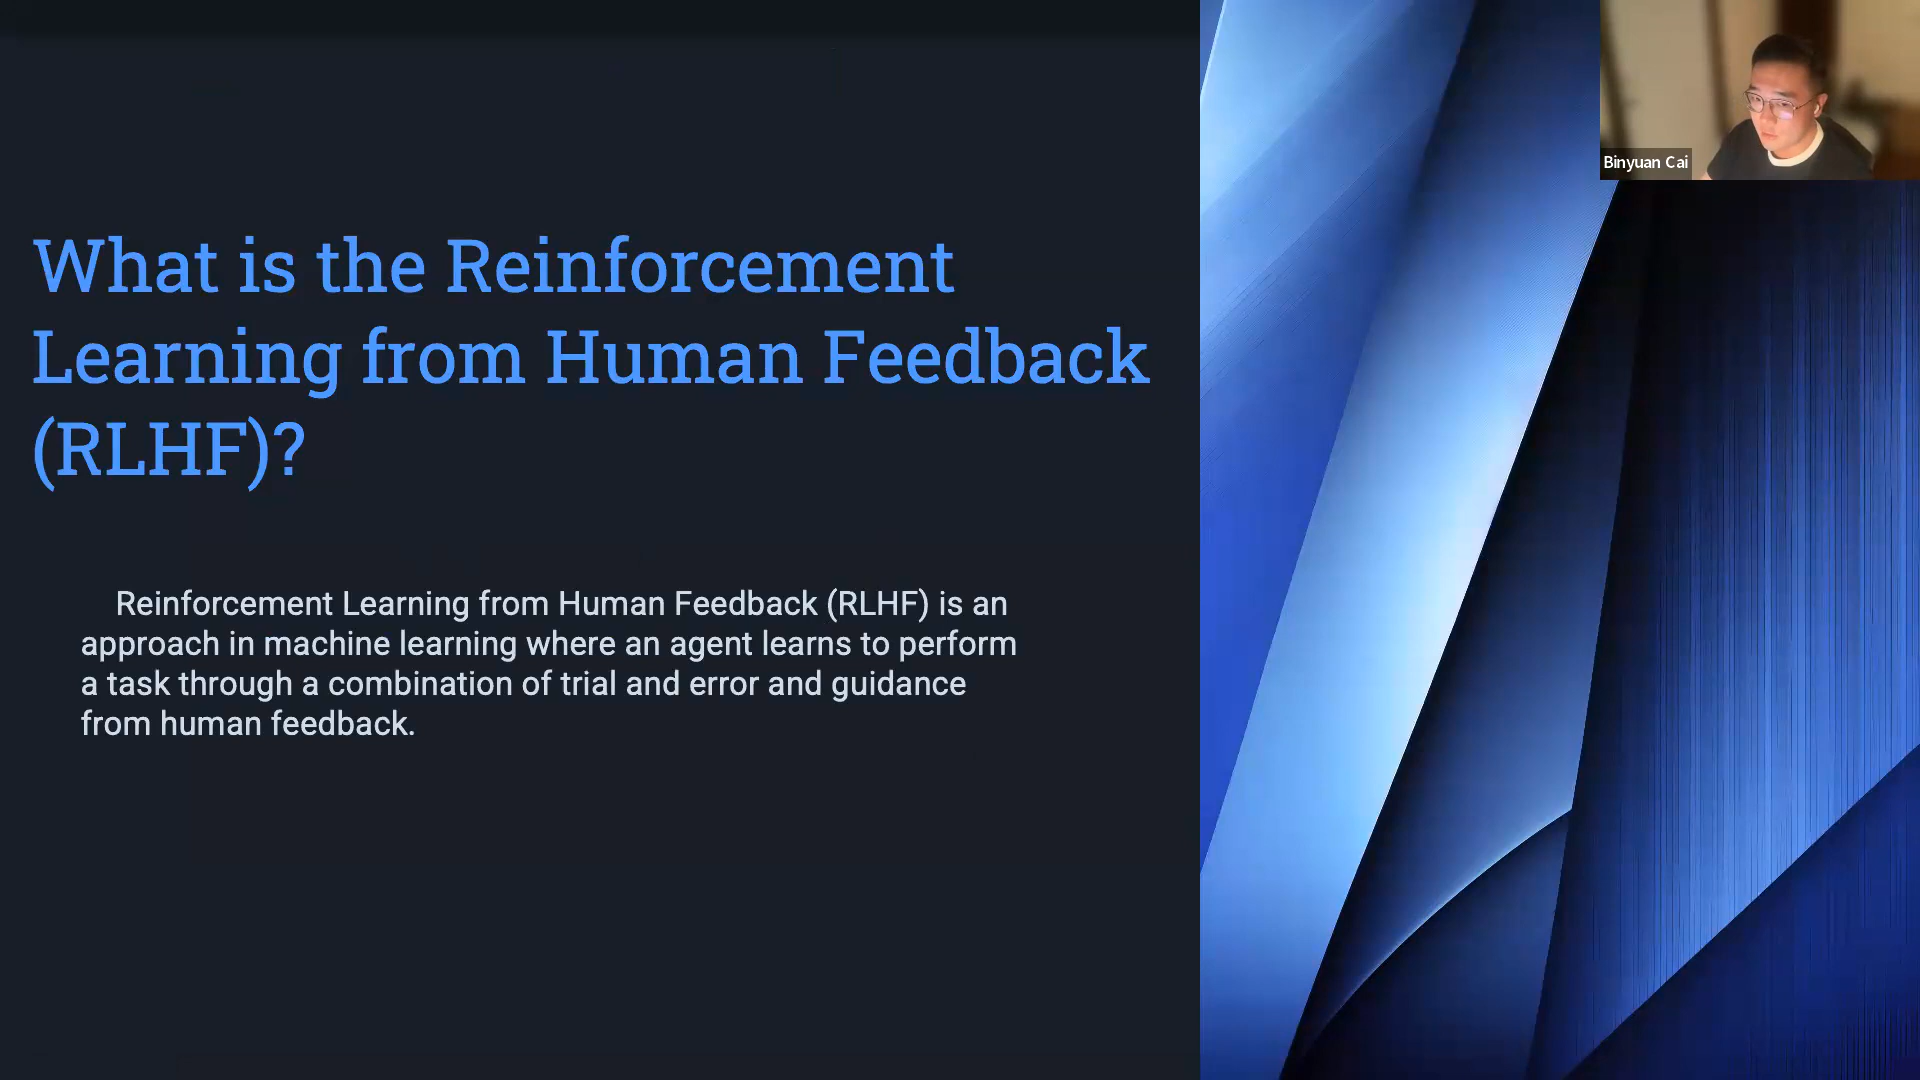 What is the Reinforcement
Learning from Human Feedback
(RLHF)?
Reinforcement Learning from Human Feedback (RLHF) is an
approach in machine learning where an agent learns to perform
a task through a combination of trial and error and guidance
from human feedback.
Binyuan Cai